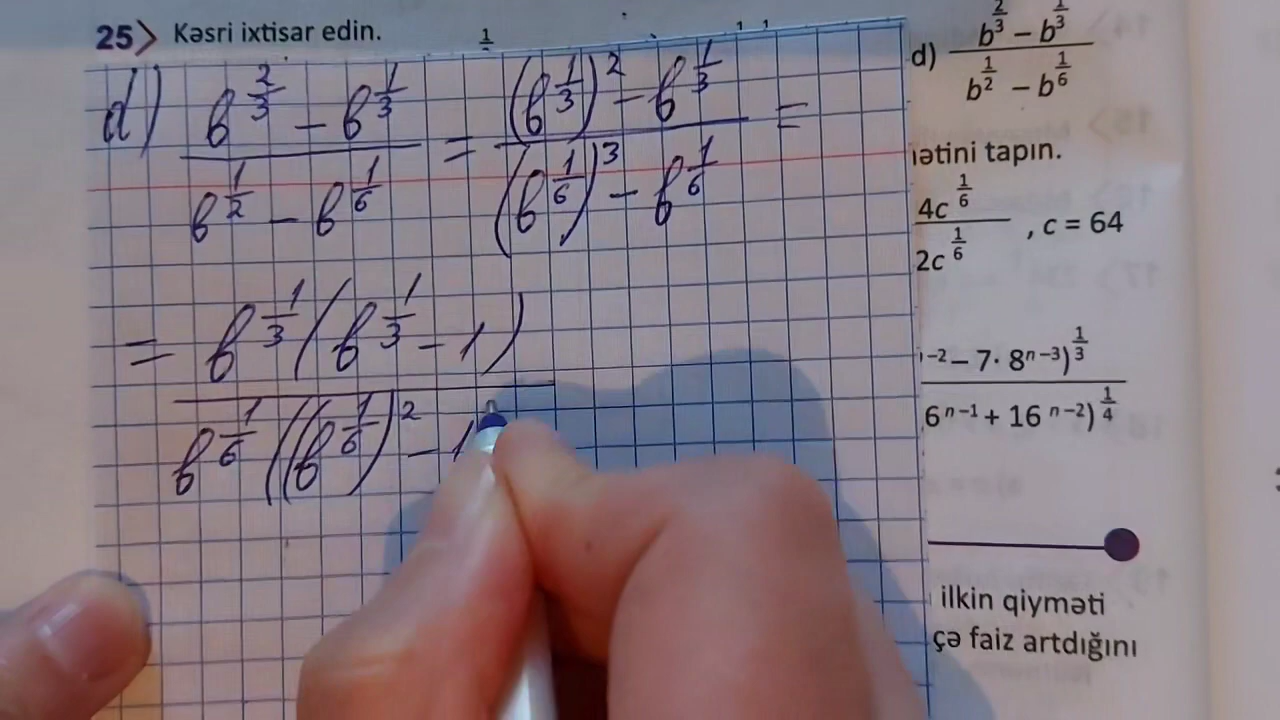 25> Kəsri ixtisar edin.
d) (b^(2/3) − b^(1/3)) / (b^(1/2) − b^(1/6)) = ((b^(1/3))^2 − b^(1/3)) / ((b^(1/6))^3 − b^(1/6)) =
= b^(1/3) (b^(1/3) − 1) / b^(1/6) ((b^(1/6))^2 − 1
d) (b^(2/3) − b^(1/3)) / (b^(1/2) − b^(1/6))
tapın.
4c^(1/6) / 2c^(1/6) , c = 64
−2 − 7· 8^(n−3))^(1/3) / 6^(n−1) + 16^(n−2))^(1/4)
ilkin qiyməti
faiz artdığını